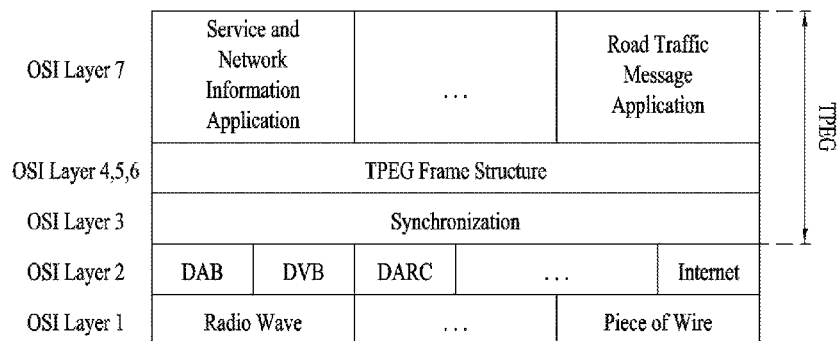 OSI Layer 7
Service and
Network
Information
Application
. . .
Road Traffic
Message
Application
TPEG
OSI Layer 4,5,6
TPEG Frame Structure
OSI Layer 3
Synchronization
OSI Layer 2
DAB
DVB
DARC
. . .
Internet
OSI Layer 1
Radio Wave
. . .
Piece of Wire